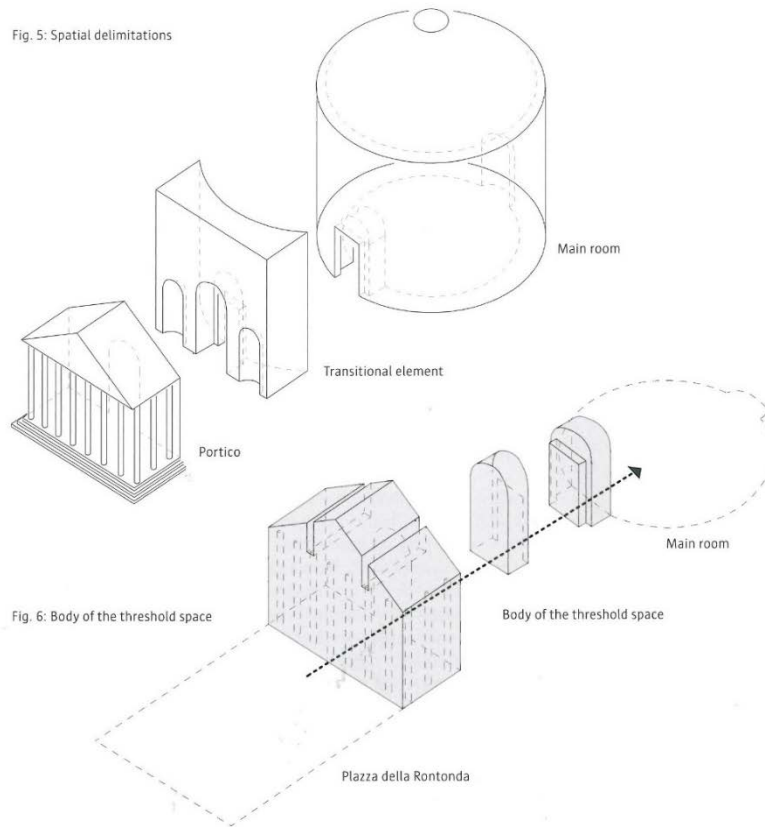 Fig. 5: Spatial delimitations
Main room
Transitional element
Portico
Main room
Fig. 6: Body of the threshold space
Body of the threshold space
Plazza della Rontonda